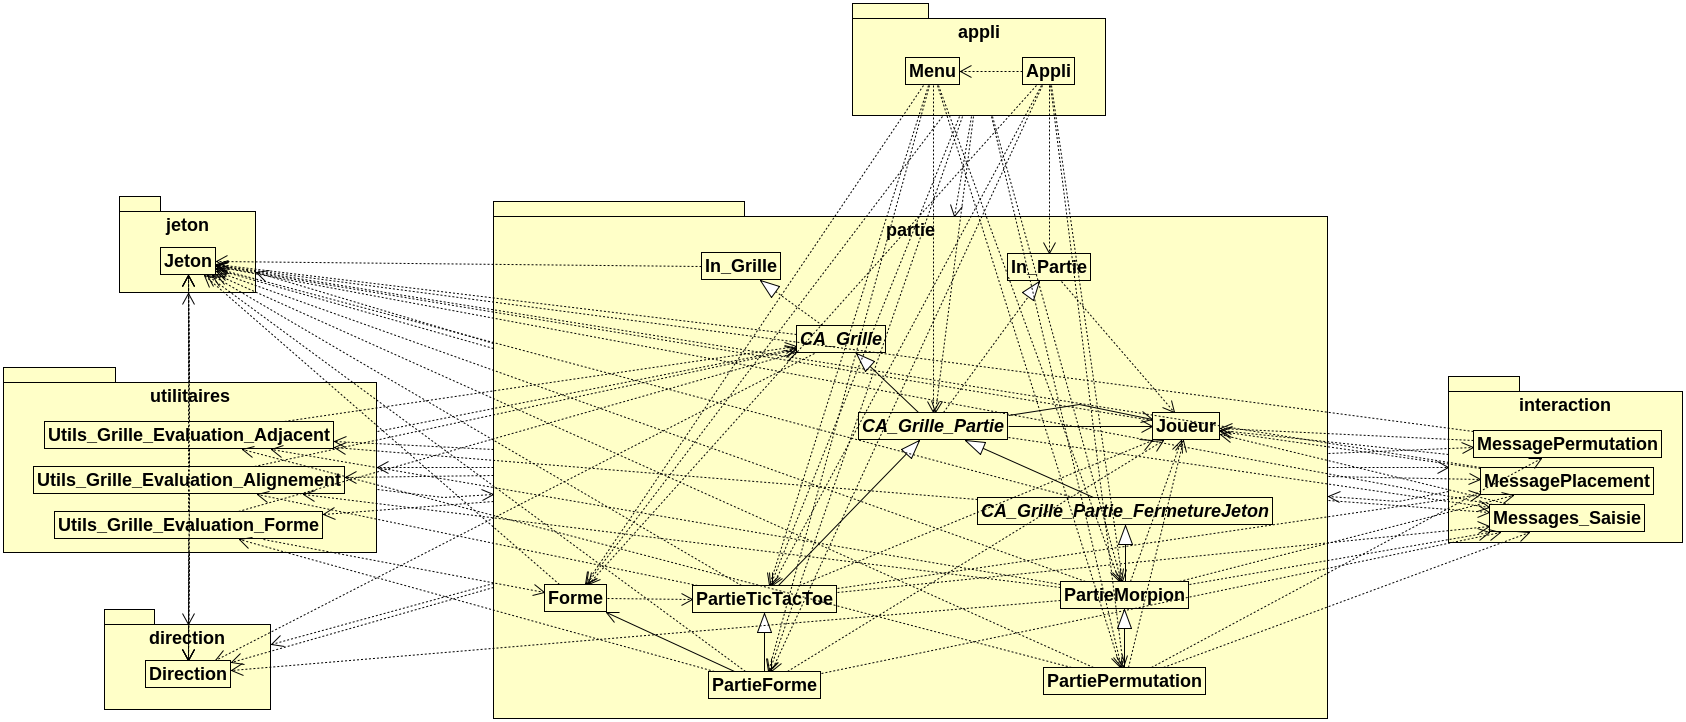 appli
Menu
Appli
jeton
Jeton
partie
In_Grille
In_Partie
CA_Grille
utilitaires
Utils_Grille_Evaluation_Adjacent
Utils_Grille_Evaluation_Alignement
Utils_Grille_Evaluation_Forme
CA_Grille_Partie
Joueur
interaction
MessagePermutation
MessagePlacement
Messages_Saisie
CA_Grille_Partie_FermetureJeton
Forme
PartieTicTacToe
PartieMorpion
direction
Direction
PartieForme
PartiePermutation